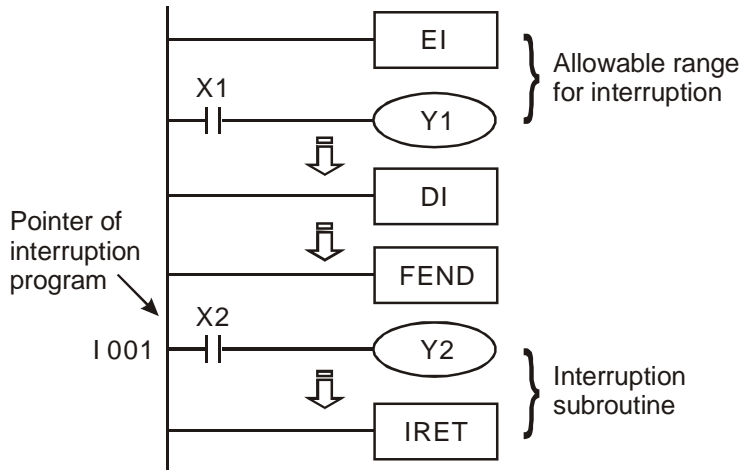 EI
Allowable range
for interruption
X1
Y1
DI
Pointer of
interruption
program
FEND
X2
I 001
Y2
Interruption
subroutine
IRET